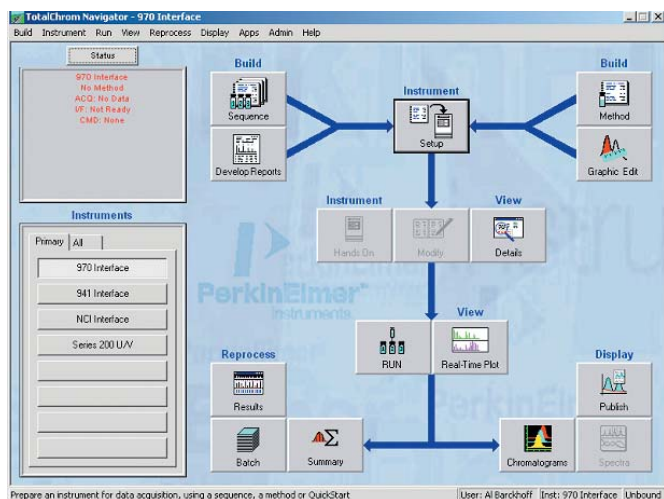 TotalChrom Navigator - 970 Interface
Build Instrument Run View Reprocess Display Apps Admin Help
Status
970 Interface
No Method
ACQ: No Data
I/F: Not Ready
CMD: None
Build
Sequence
Develop Reports
Instrument
Setup
Build
Method
Graphic Edit
Instruments
Primary All
970 Interface
941 Interface
NCI Interface
Series 200 U/V
Instrument
View
Hands On
Modify
Details
PerkinElmer
instruments.
View
RUN
Real-Time Plot
Reprocess
Results
Batch
Summary
Display
Publish
Chromatograms
Spectra
Prepare an instrument for data acquisition, using a sequence, a method or QuickStart
User: Al Barckhoff Inst: 970 Interface Unbound